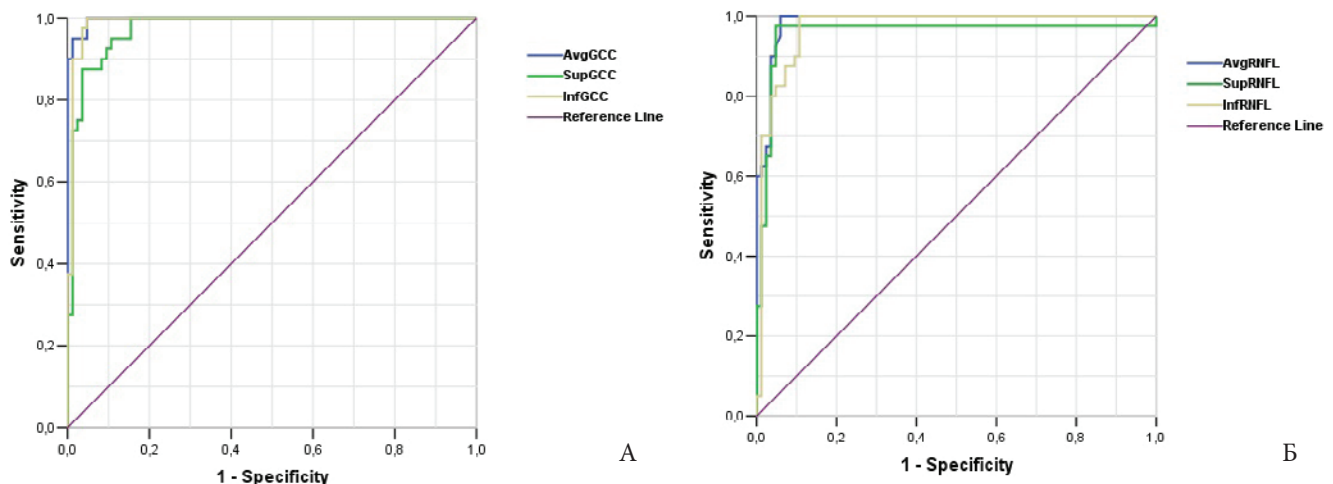 1,0
0,8
0,6
0,4
0,2
0,0
Sensitivity
0,0 0,2 0,4 0,6 0,8 1,0
1 - Specificity
AvgGCC
SupGCC
InfGCC
Reference Line
А
1,0
0,8
0,6
0,4
0,2
0,0
Sensitivity
0,0 0,2 0,4 0,6 0,8 1,0
1 - Specificity
AvgRNFL
SupRNFL
InfRNFL
Reference Line
Б